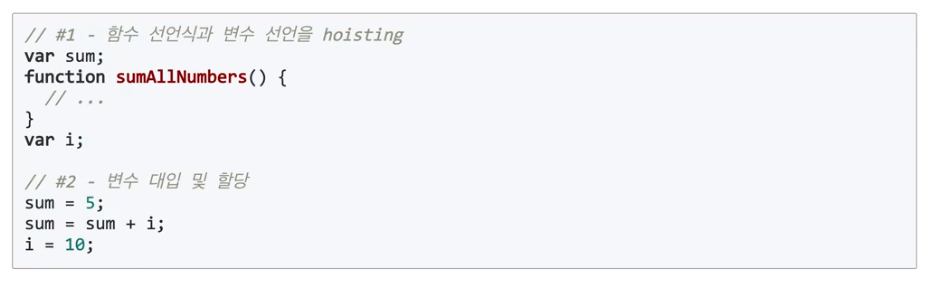 // #1 - 함수 선언식과 변수 선언을 hoisting
var sum;
function sumAllNumbers() {
  // ...
}
var i;

// #2 - 변수 대입 및 할당
sum = 5;
sum = sum + i;
i = 10;